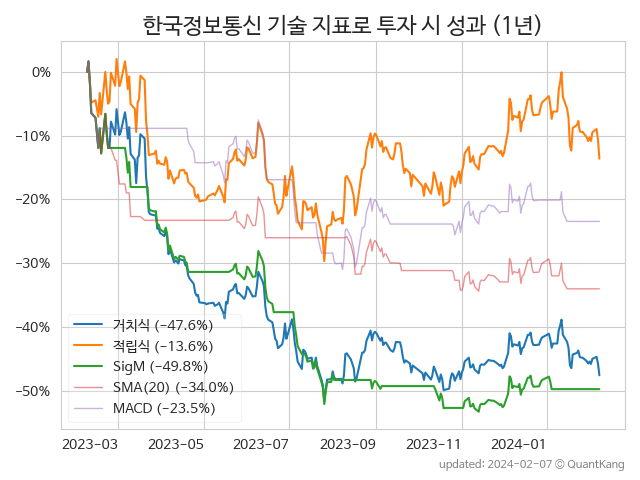 한국정보통신 기술 지표로 투자 시 성과 (1년)
0%
−10%
−20%
−30%
−40%
−50%
거치식 (−47.6%)
적립식 (−13.6%)
SigM (−49.8%)
SMA(20) (−34.0%)
MACD (−23.5%)
2023−03 2023−05 2023−07 2023−09 2023−11 2024−01
updated: 2024−02−07 © QuantKang